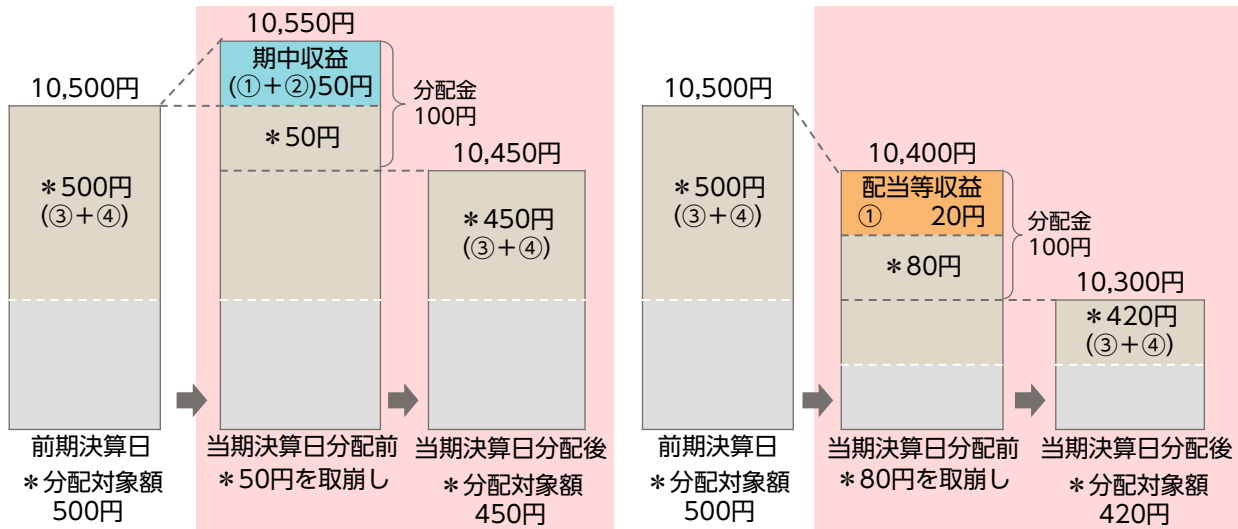 10,500円
＊500円
(③＋④)
前期決算日
＊分配対象額
500円
10,550円
期中収益
(①＋②)50円
＊50円
分配金
100円
当期決算日分配前
＊50円を取崩し
10,450円
＊450円
(③＋④)
当期決算日分配後
＊分配対象額
450円
10,500円
＊500円
(③＋④)
前期決算日
＊分配対象額
500円
10,400円
配当等収益
① 20円
＊80円
分配金
100円
当期決算日分配前
＊80円を取崩し
10,300円
＊420円
(③＋④)
当期決算日分配後
＊分配対象額
420円